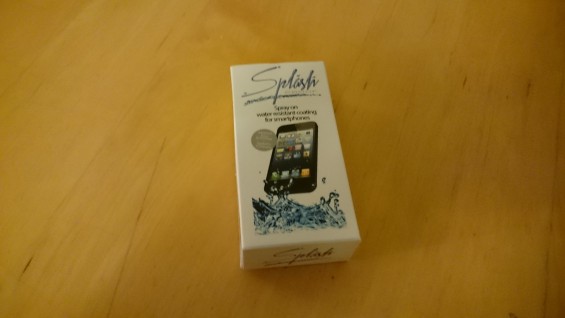 Splash
Spray on
water resistant coating
for smartphones
Splash